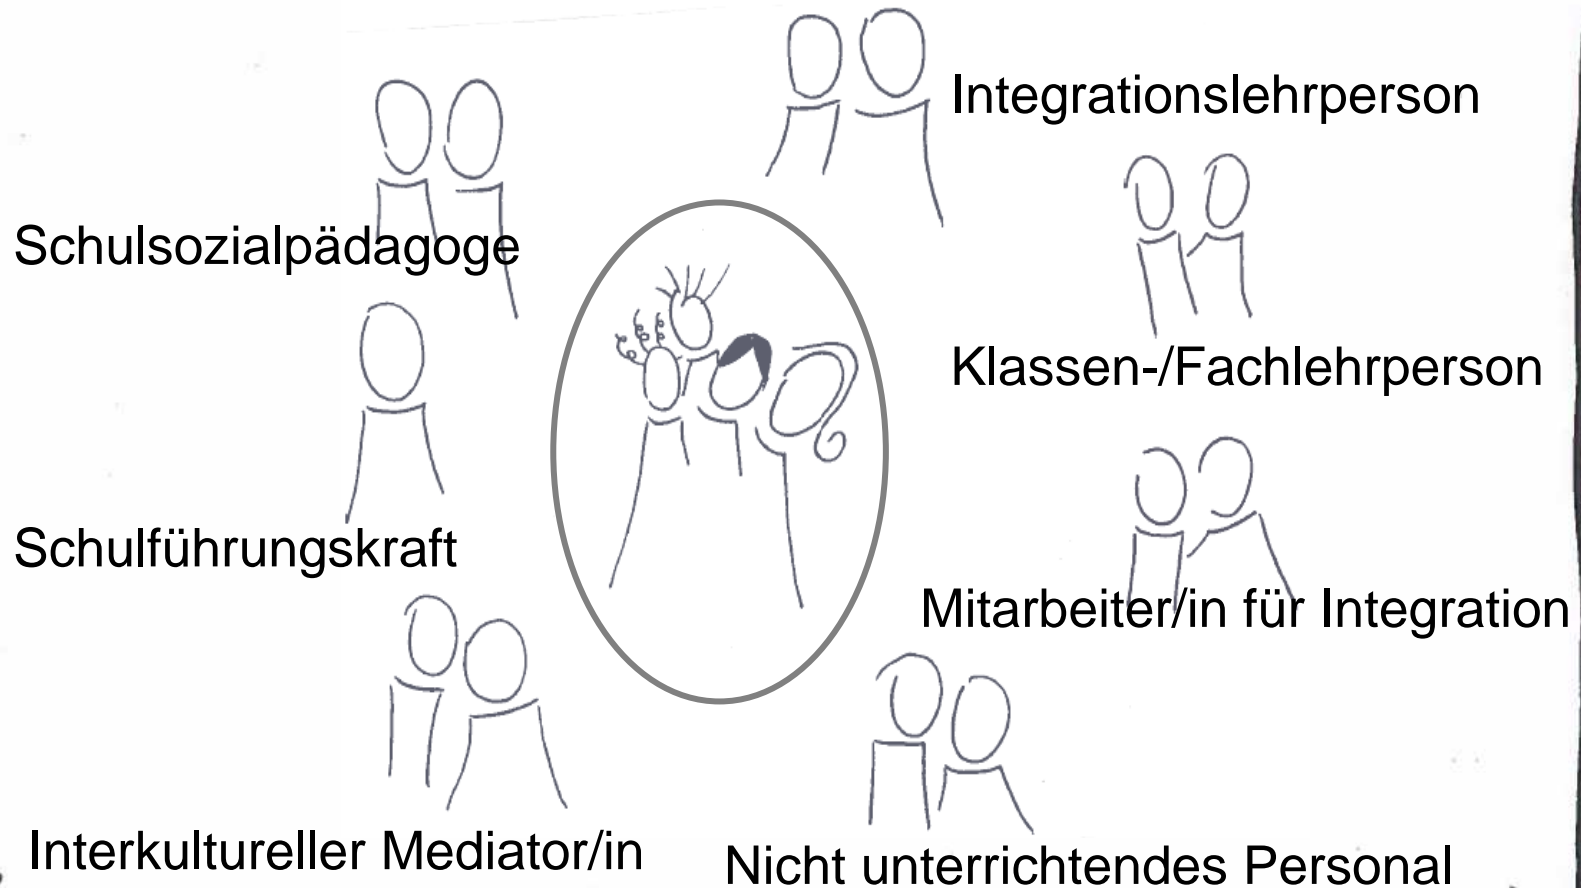 Integrationslehrperson
Schulsozialpädagoge
Klassen-/Fachlehrperson
Schulführungskraft
Mitarbeiter/in für Integration
Interkultureller Mediator/in
Nicht unterrichtendes Personal